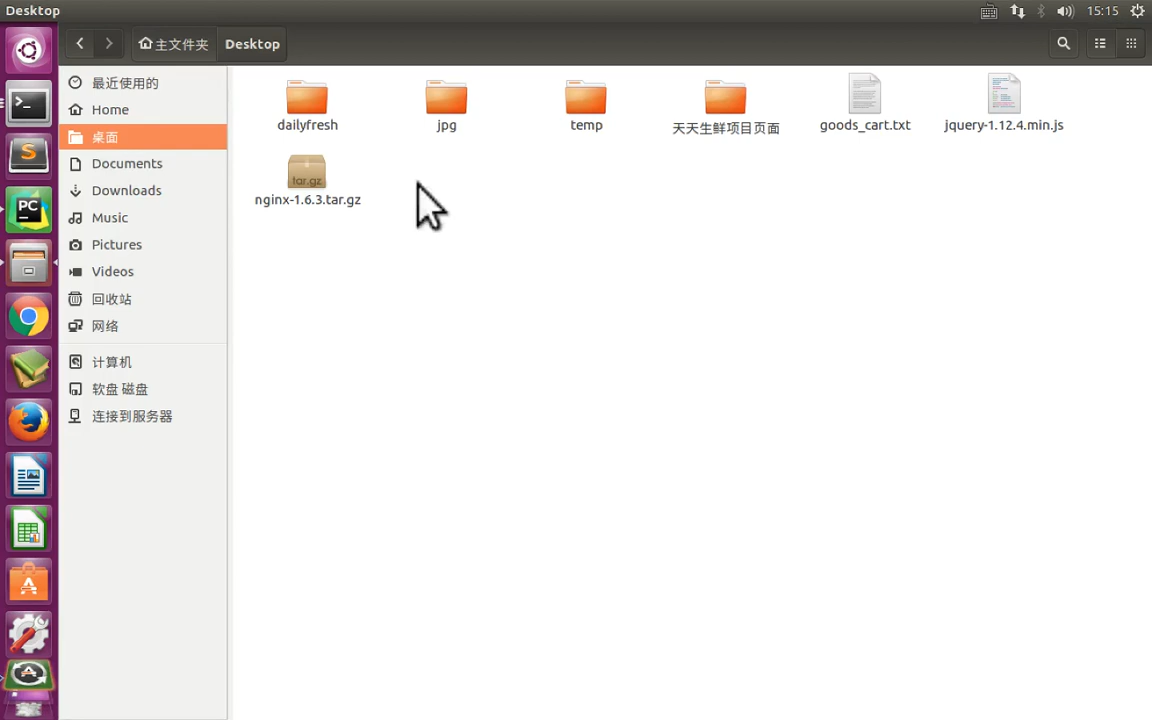 Desktop
15:15
主文件夹
Desktop
最近使用的
Home
桌面
Documents
Downloads
Music
Pictures
Videos
回收站
网络
计算机
软盘 磁盘
连接到服务器
dailyfresh
jpg
temp
天天生鲜项目页面
goods_cart.txt
jquery-1.12.4.min.js
tar.gz
nginx-1.6.3.tar.gz
S
PC